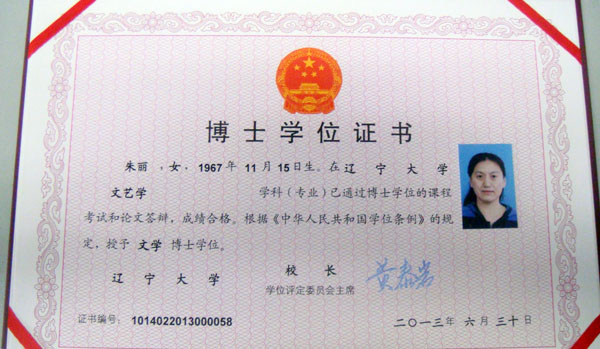 博士学位证书
朱丽 ，女，1967年 11月 15日生。在 辽宁大学
文艺学 学科（专业）已通过博士学位的课程
考试和论文答辩，成绩合格。根据《中华人民共和国学位条例》的规
定，授予 文学 博士学位。
辽宁大学 校长
学位评定委员会主席
证书编号：1014022013000058 二〇一三年 六月 三十日